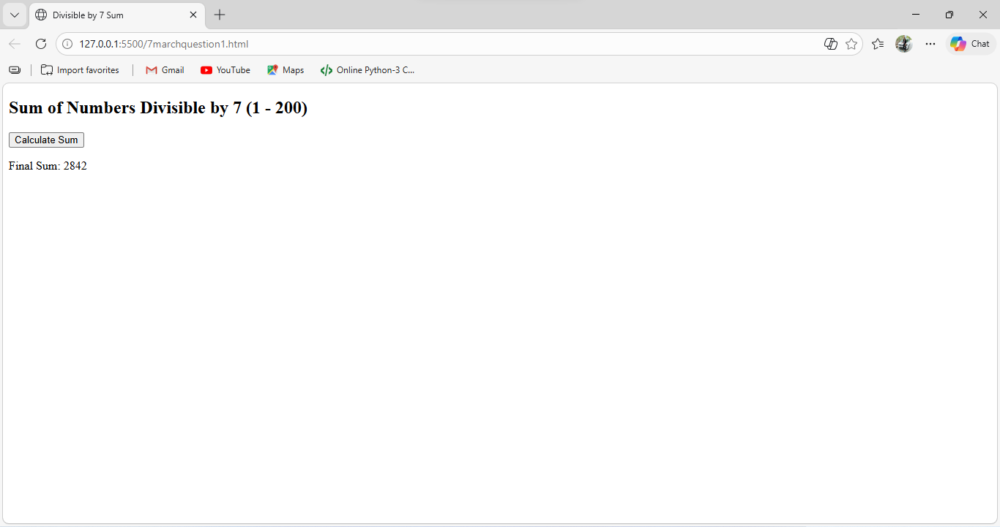 Divisible by 7 Sum
127.0.0.1:5500/7marchquestion1.html
Chat
Import favorites
Gmail
YouTube
Maps
Online Python-3 C...
Sum of Numbers Divisible by 7 (1 - 200)
Calculate Sum
Final Sum: 2842